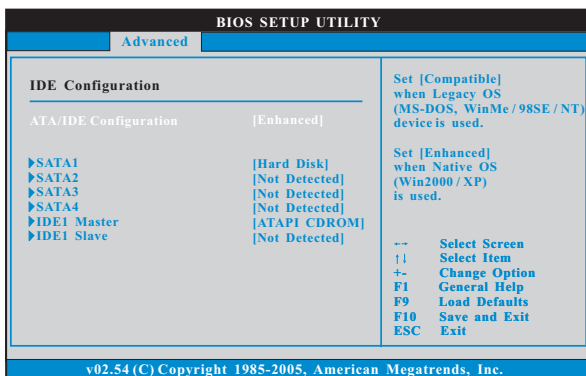 BIOS SETUP UTILITY
Advanced
IDE Configuration
ATA/IDE Configuration [Enhanced]
SATA1 [Hard Disk]
SATA2 [Not Detected]
SATA3 [Not Detected]
SATA4 [Not Detected]
IDE1 Master [ATAPI CDROM]
IDE1 Slave [Not Detected]
Set [Compatible]
when Legacy OS
(MS-DOS, WinMe / 98SE / NT)
device is used.
Set [Enhanced]
when Native OS
(Win2000 / XP)
is used.
←→ Select Screen
↑↓ Select Item
+- Change Option
F1 General Help
F9 Load Defaults
F10 Save and Exit
ESC Exit
v02.54 (C) Copyright 1985-2005, American Megatrends, Inc.